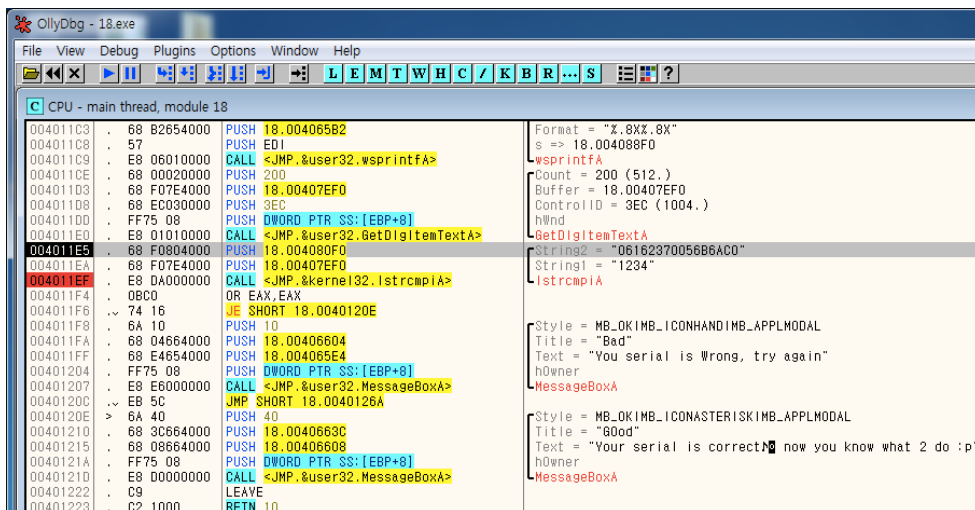 OllyDbg - 18.exe
File View Debug Plugins Options Window Help
L E M T W H C / K B R ... S ?
C CPU - main thread, module 18
004011C3 . 68 B2654000 PUSH 18.004065B2 Format = "%.8X%.8X"
004011C8 . 57 PUSH EDI s => 18.004088F0
004011C9 . E8 06010000 CALL <JMP.&user32.wsprintfA> wsprintfA
004011CE . 68 00020000 PUSH 200 Count = 200 (512.)
004011D3 . 68 F07E4000 PUSH 18.00407EF0 Buffer = 18.00407EF0
004011D8 . 68 EC030000 PUSH 3EC ControlID = 3EC (1004.)
004011DD . FF75 08 PUSH DWORD PTR SS:[EBP+8] hWnd
004011E0 . E8 01010000 CALL <JMP.&user32.GetDlgItemTextA> GetDlgItemTextA
004011E5 . 68 F0804000 PUSH 18.004080F0 String2 = "06162370056B6AC0"
004011EA . 68 F07E4000 PUSH 18.00407EF0 String1 = "1234"
004011EF . E8 DA000000 CALL <JMP.&kernel32.lstrcmpiA> lstrcmpiA
004011F4 . 0BC0 OR EAX,EAX
004011F6 .⌄ 74 16 JE SHORT 18.0040120E
004011F8 . 6A 10 PUSH 10 Style = MB_OK|MB_ICONHAND|MB_APPLMODAL
004011FA . 68 04664000 PUSH 18.00406604 Title = "Bad"
004011FF . 68 E4654000 PUSH 18.004065E4 Text = "You serial is Wrong, try again"
00401204 . FF75 08 PUSH DWORD PTR SS:[EBP+8] hOwner
00401207 . E8 E6000000 CALL <JMP.&user32.MessageBoxA> MessageBoxA
0040120C .⌄ EB 5C JMP SHORT 18.0040126A
0040120E > 6A 40 PUSH 40 Style = MB_OK|MB_ICONASTERISK|MB_APPLMODAL
00401210 . 68 3C664000 PUSH 18.0040663C Title = "GOod"
00401215 . 68 08664000 PUSH 18.00406608 Text = "Your serial is correct♪◙ now you know what 2 do :p"
0040121A . FF75 08 PUSH DWORD PTR SS:[EBP+8] hOwner
0040121D . E8 D0000000 CALL <JMP.&user32.MessageBoxA> MessageBoxA
00401222 . C9 LEAVE
00401223 . C2 1000 RETN 10